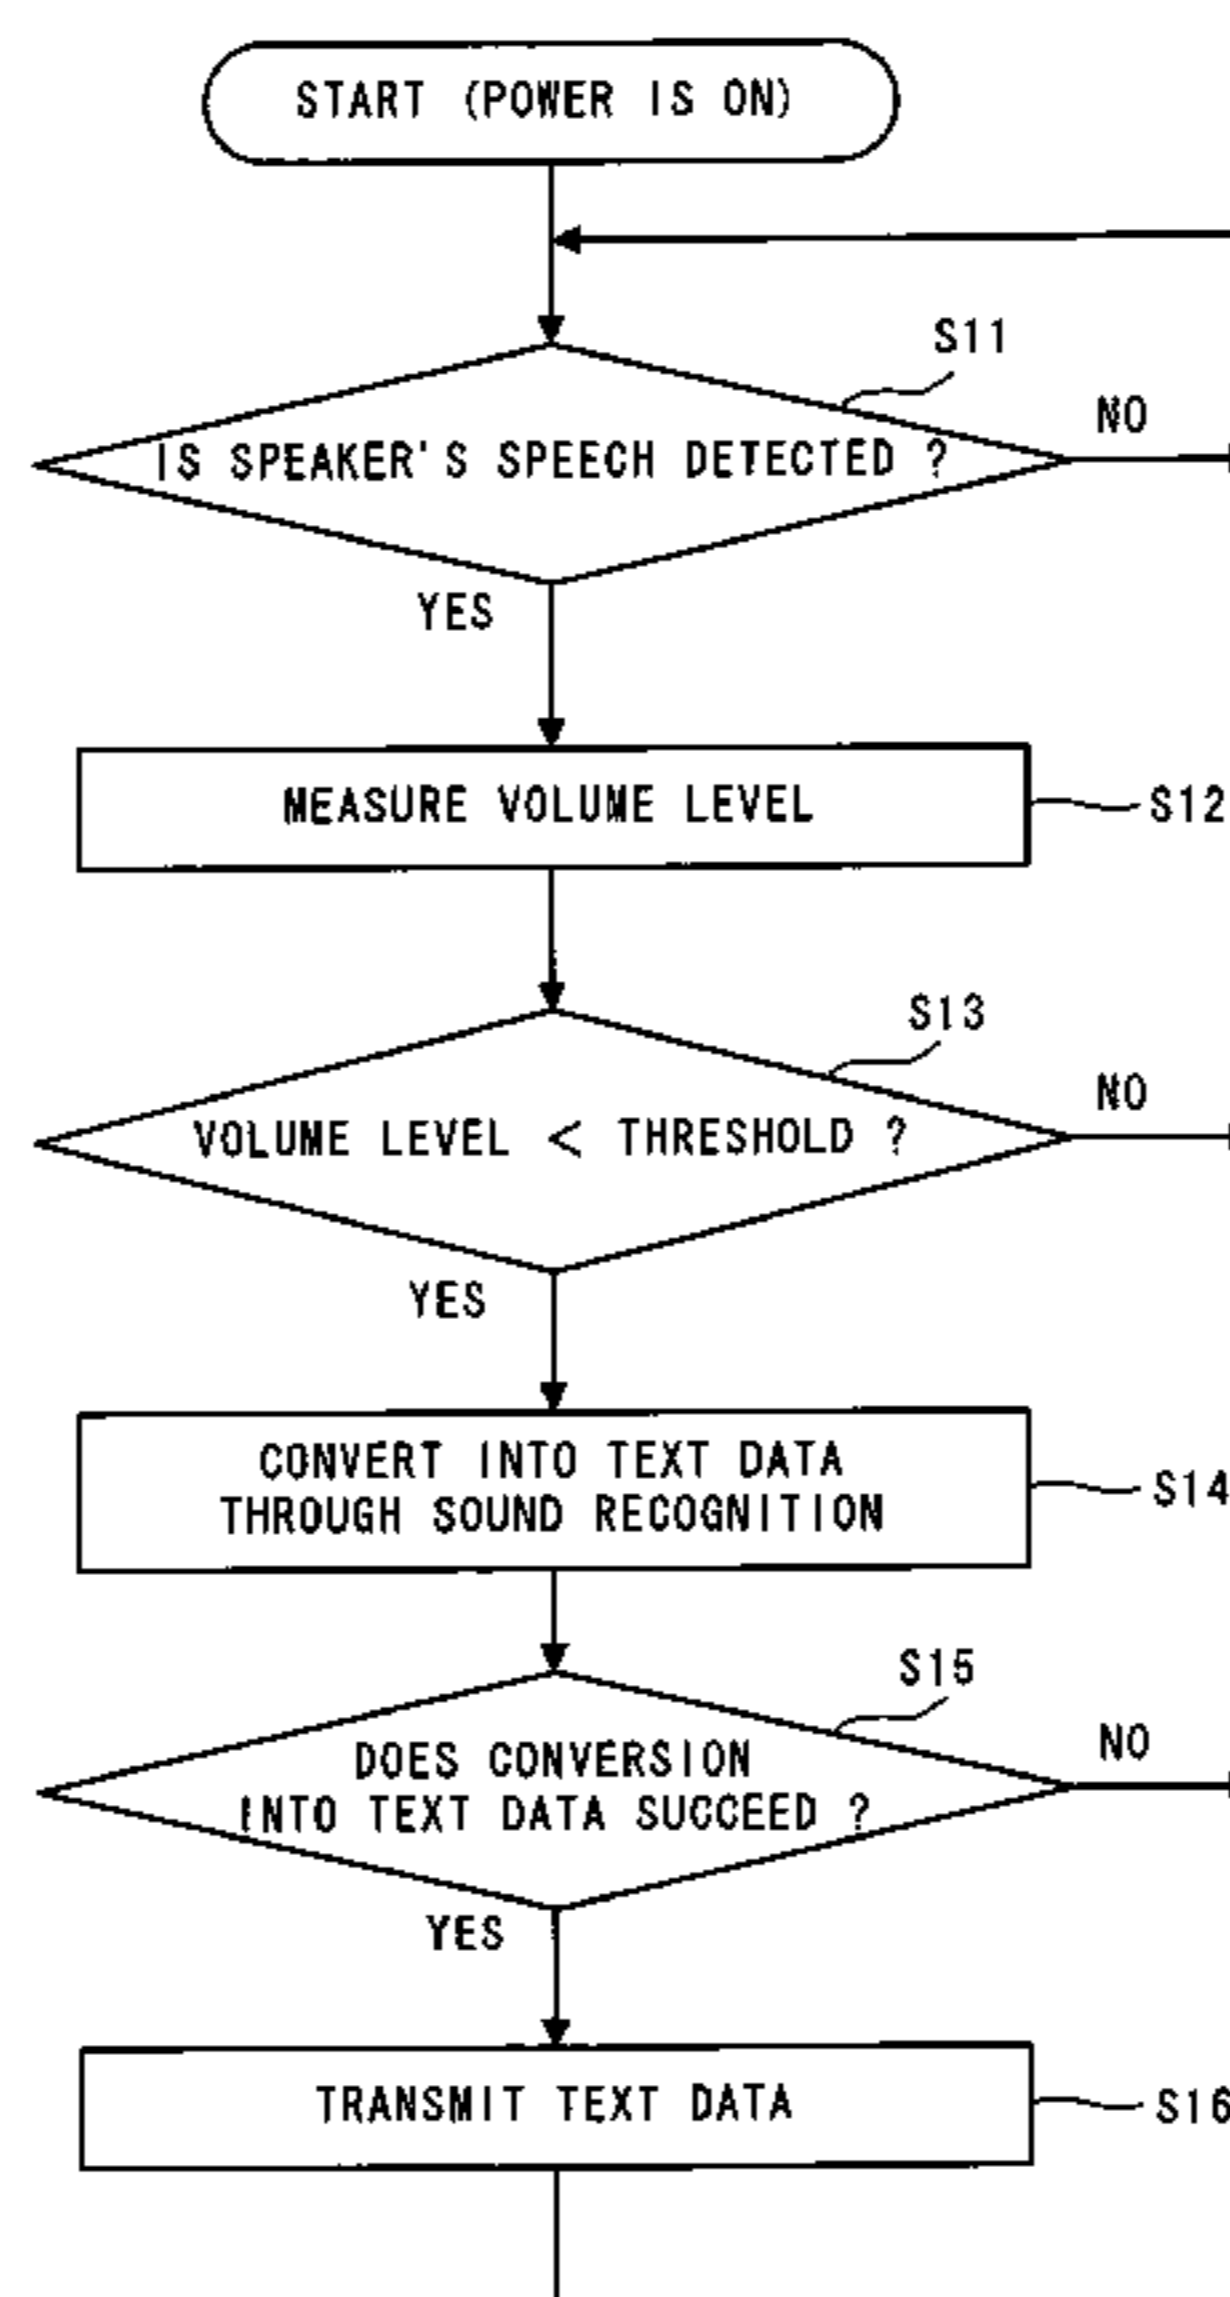 START (POWER IS ON)
S11
NO
IS SPEAKER'S SPEECH DETECTED ?
YES
MEASURE VOLUME LEVEL
S12
S13
NO
VOLUME LEVEL < THRESHOLD ?
YES
CONVERT INTO TEXT DATA
THROUGH SOUND RECOGNITION
S14
S15
NO
DOES CONVERSION
INTO TEXT DATA SUCCEED ?
YES
TRANSMIT TEXT DATA
S16